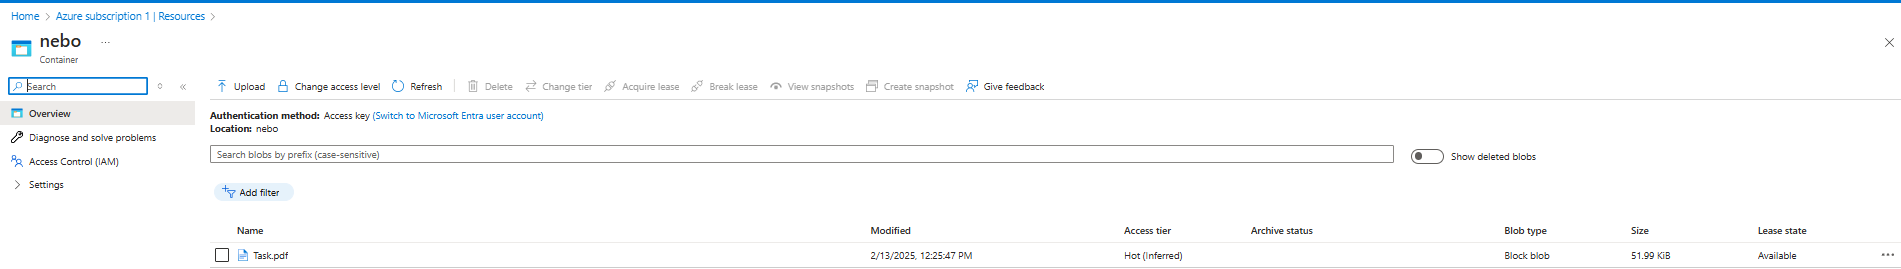 Home > Azure subscription 1 | Resources >
nebo ...
Container
Search
Overview
Diagnose and solve problems
Access Control (IAM)
Settings
Upload Change access level Refresh Delete Change tier Acquire lease Break lease View snapshots Create snapshot Give feedback
Authentication method: Access key (Switch to Microsoft Entra user account)
Location: nebo
Search blobs by prefix (case-sensitive)
Show deleted blobs
Add filter
Name Modified Access tier Archive status Blob type Size Lease state
Task.pdf 2/13/2025, 12:25:47 PM Hot (Inferred) Block blob 51.99 KiB Available ...